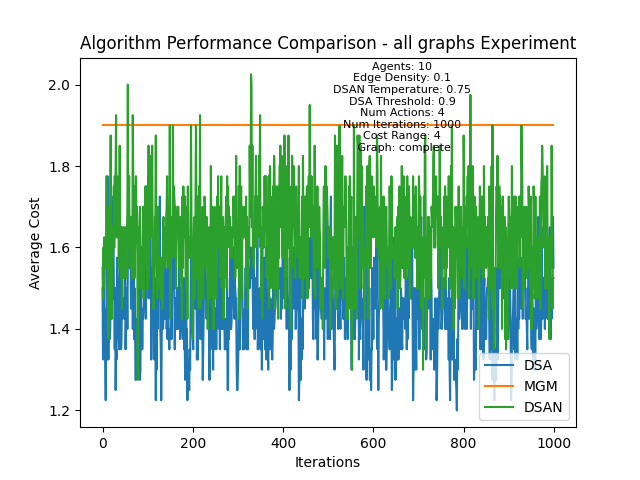 Algorithm Performance Comparison - all graphs Experiment
Agents: 10
Edge Density: 0.1
DSAN Temperature: 0.75
DSA Threshold: 0.9
Num Actions: 4
Num Iterations: 1000
Cost Range: 4
Graph: complete
Average Cost
2.0
1.8
1.6
1.4
1.2
0
200
400
600
800
1000
Iterations
DSA
MGM
DSAN